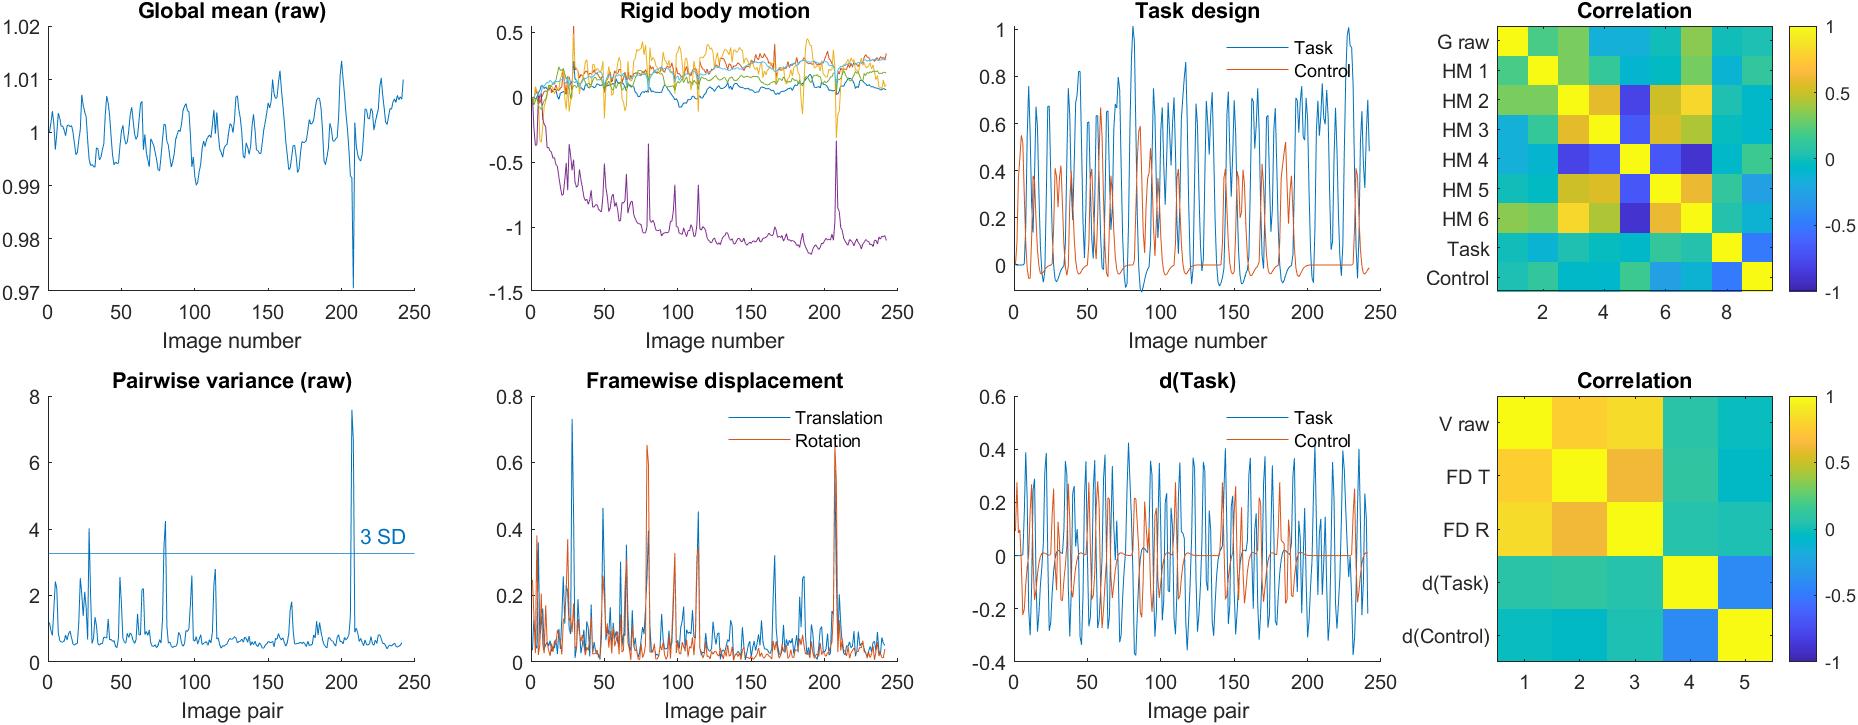 Global mean (raw)
1.02
1.01
1
0.99
0.98
0.97
0 50 100 150 200 250
Image number
Rigid body motion
0.5
0
-0.5
-1
-1.5
0 50 100 150 200 250
Image number
Task design
1
0.8
0.6
0.4
0.2
0
Task
Control
0 50 100 150 200 250
Image number
Correlation
G raw
HM 1
HM 2
HM 3
HM 4
HM 5
HM 6
Task
Control
2 4 6 8
1
0.5
0
-0.5
-1
Pairwise variance (raw)
8
6
4
2
0
3 SD
0 50 100 150 200 250
Image pair
Framewise displacement
0.8
0.6
0.4
0.2
0
Translation
Rotation
0 50 100 150 200 250
Image pair
d(Task)
0.6
0.4
0.2
0
-0.2
-0.4
Task
Control
0 50 100 150 200 250
Image pair
Correlation
V raw
FD T
FD R
d(Task)
d(Control)
1 2 3 4 5
1
0.5
0
-0.5
-1